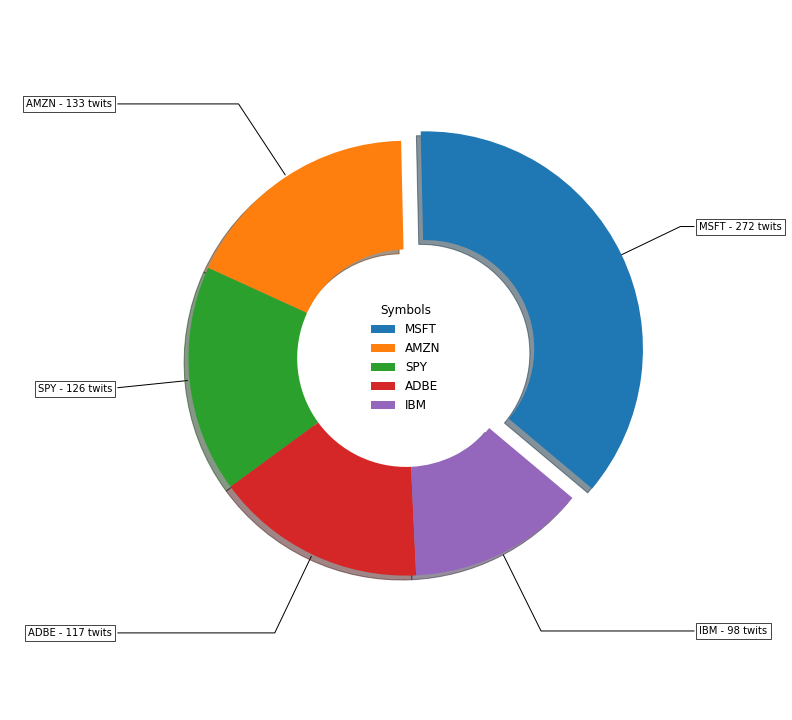 AMZN - 133 twits
MSFT - 272 twits
Symbols
MSFT
AMZN
SPY
ADBE
IBM
SPY - 126 twits
ADBE - 117 twits
IBM - 98 twits